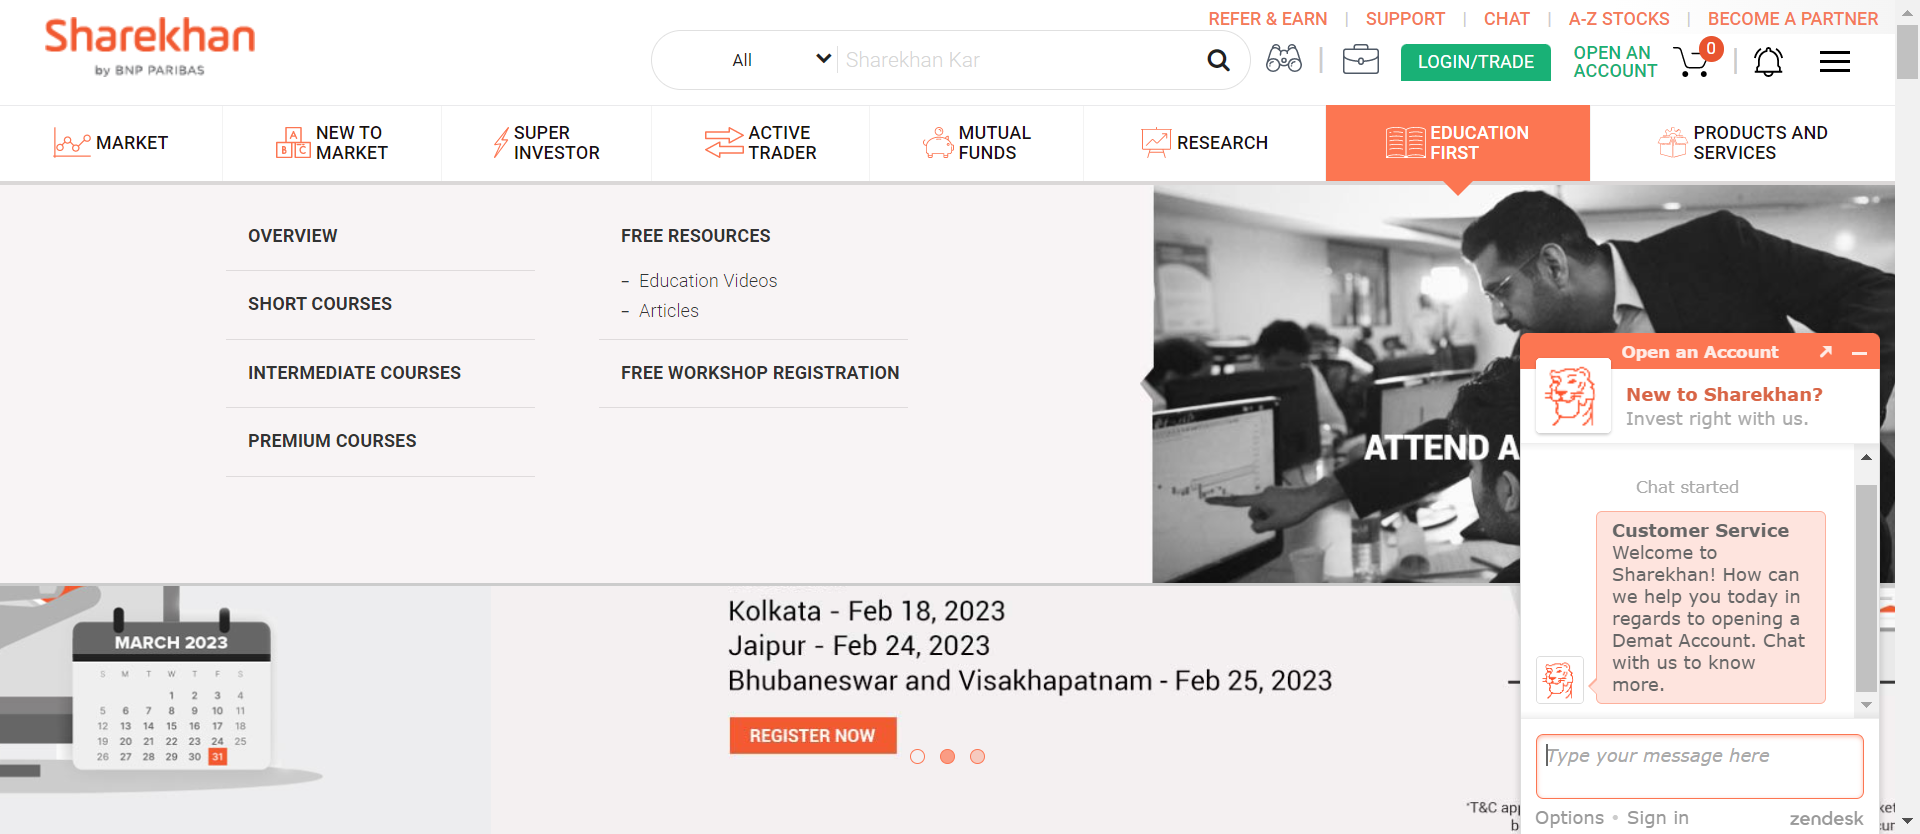 REFER & EARN | SUPPORT | CHAT | A-Z STOCKS | BECOME A PARTNER
Sharekhan
by BNP PARIBAS
All
Sharekhan Kar
LOGIN/TRADE
OPEN AN
ACCOUNT
0
MARKET
NEW TO
MARKET
SUPER
INVESTOR
ACTIVE
TRADER
MUTUAL
FUNDS
RESEARCH
EDUCATION
FIRST
PRODUCTS AND
SERVICES
OVERVIEW
SHORT COURSES
INTERMEDIATE COURSES
PREMIUM COURSES
FREE RESOURCES
- Education Videos
- Articles
FREE WORKSHOP REGISTRATION
ATTEND A
MARCH 2023
S M T W T F S
1 2 3 4
5 6 7 8 9 10 11
12 13 14 15 16 17 18
19 20 21 22 23 24 25
26 27 28 29 30 31
Kolkata - Feb 18, 2023
Jaipur - Feb 24, 2023
Bhubaneswar and Visakhapatnam - Feb 25, 2023
REGISTER NOW
Open an Account
New to Sharekhan?
Invest right with us.
Chat started
Customer Service
Welcome to
Sharekhan! How can
we help you today in
regards to opening a
Demat Account. Chat
with us to know
more.
Type your message here
Options • Sign in
zendesk
*T&C